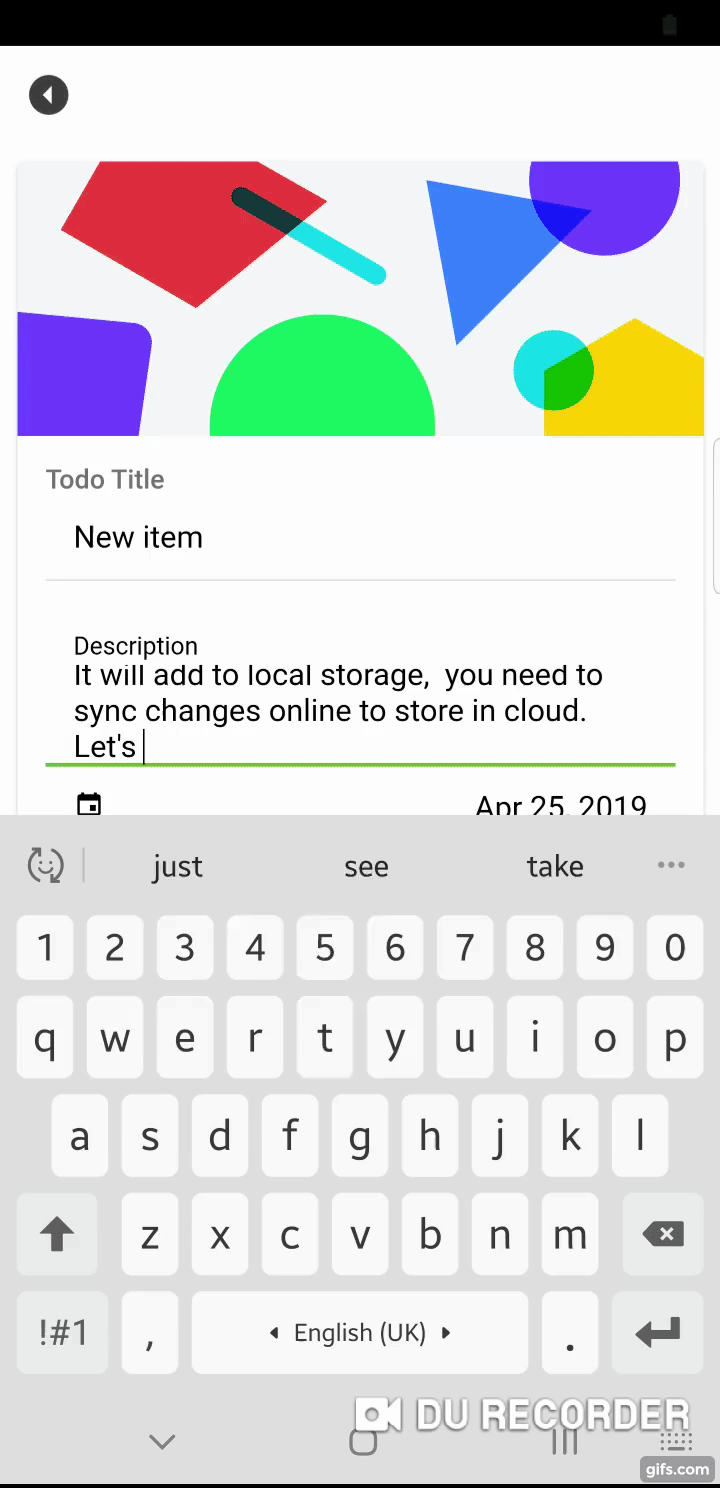 Todo Title
New item
Description
It will add to local storage,  you need to
sync changes online to store in cloud.
Let's
Apr 25, 2019
just see take
1 2 3 4 5 6 7 8 9 0
q w e r t y u i o p
a s d f g h j k l
z x c v b n m
!#1 , English (UK) .
DU RECORDER
gifs.com